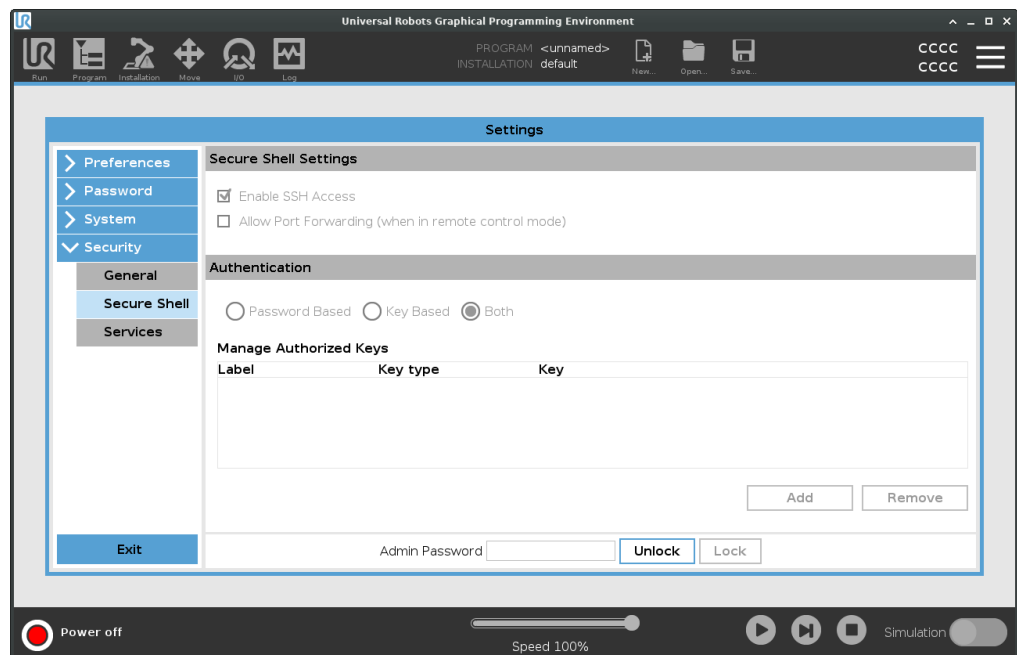 UR
Universal Robots Graphical Programming Environment
UR
Run
Program
Installation
Move
I/O
Log
PROGRAM <unnamed>
INSTALLATION default
New...
Open...
Save...
CCCC
CCCC
Settings
Preferences
Password
System
Security
General
Secure Shell
Services
Exit
Secure Shell Settings
Enable SSH Access
Allow Port Forwarding (when in remote control mode)
Authentication
Password Based Key Based Both
Manage Authorized Keys
Label Key type Key
Add Remove
Admin Password Unlock Lock
Power off
Speed 100%
Simulation